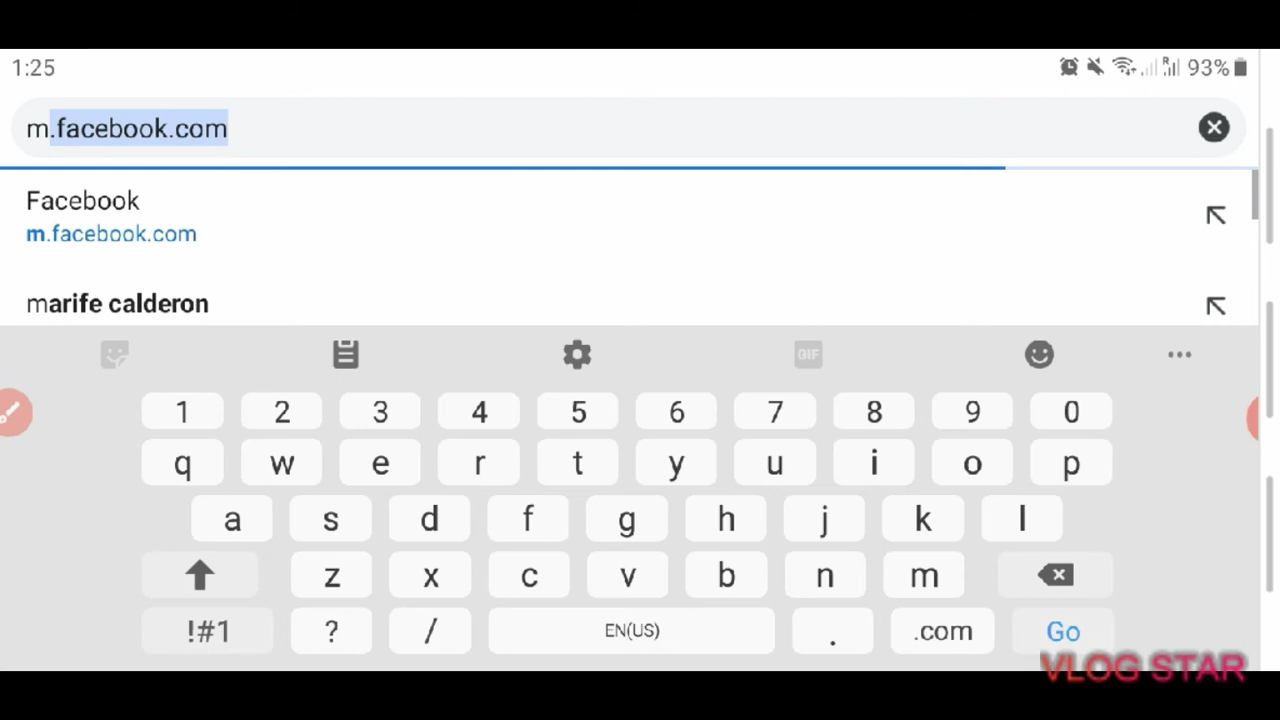 1:25
R
93%
m.facebook.com
Facebook
m.facebook.com
marife calderon
GIF
1 2 3 4 5 6 7 8 9 0
q w e r t y u i o p
a s d f g h j k l
z x c v b n m
!#1 ? / EN(US) . .com Go
VLOG STAR